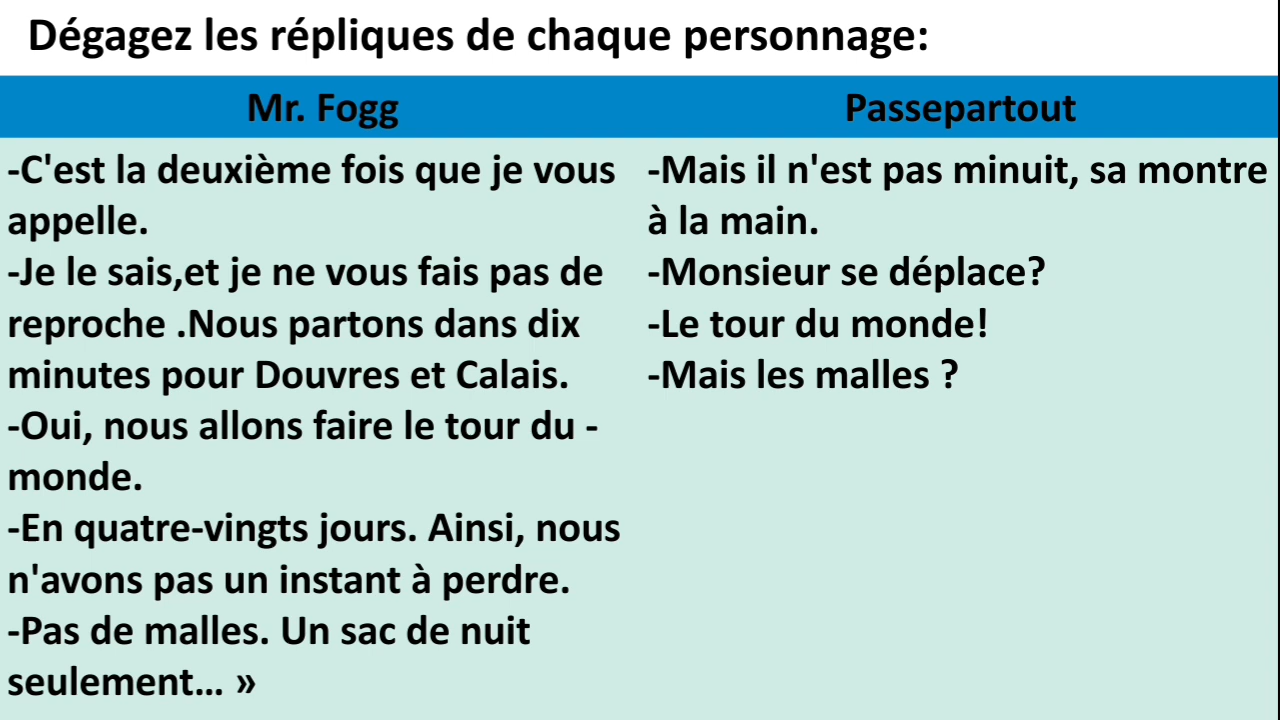 Dégagez les répliques de chaque personnage:
Mr. Fogg
Passepartout
-C'est la deuxième fois que je vous
appelle.
-Je le sais,et je ne vous fais pas de
reproche .Nous partons dans dix
minutes pour Douvres et Calais.
-Oui, nous allons faire le tour du -
monde.
-En quatre-vingts jours. Ainsi, nous
n'avons pas un instant à perdre.
-Pas de malles. Un sac de nuit
seulement... »
-Mais il n'est pas minuit, sa montre
à la main.
-Monsieur se déplace?
-Le tour du monde!
-Mais les malles ?